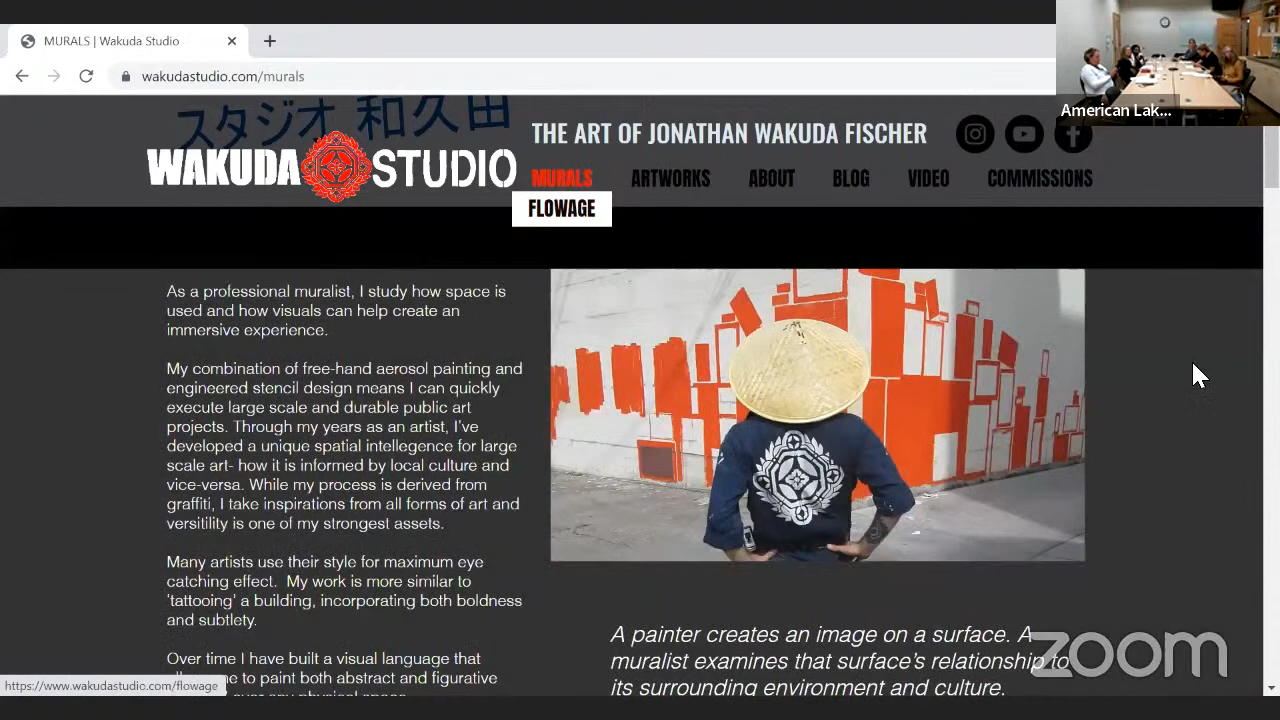 MURALS | Wakuda Studio
wakudastudio.com/murals
American Lak...
スタジオ 和久田
WAKUDA STUDIO
THE ART OF JONATHAN WAKUDA FISCHER
MURALS ARTWORKS ABOUT BLOG VIDEO COMMISSIONS
FLOWAGE
As a professional muralist, I study how space is
used and how visuals can help create an
immersive experience.
My combination of free-hand aerosol painting and
engineered stencil design means I can quickly
execute large scale and durable public art
projects. Through my years as an artist, I've
developed a unique spatial intellegence for large
scale art- how it is informed by local culture and
vice-versa. While my process is derived from
graffiti, I take inspirations from all forms of art and
versitility is one of my strongest assets.
Many artists use their style for maximum eye
catching effect.  My work is more similar to
'tattooing' a building, incorporating both boldness
and subtlety.
Over time I have built a visual language that
me to paint both abstract and figurative
over any physical space
A painter creates an image on a surface. A
muralist examines that surface's relationship to
its surrounding environment and culture.
zoom
https://www.wakudastudio.com/flowage